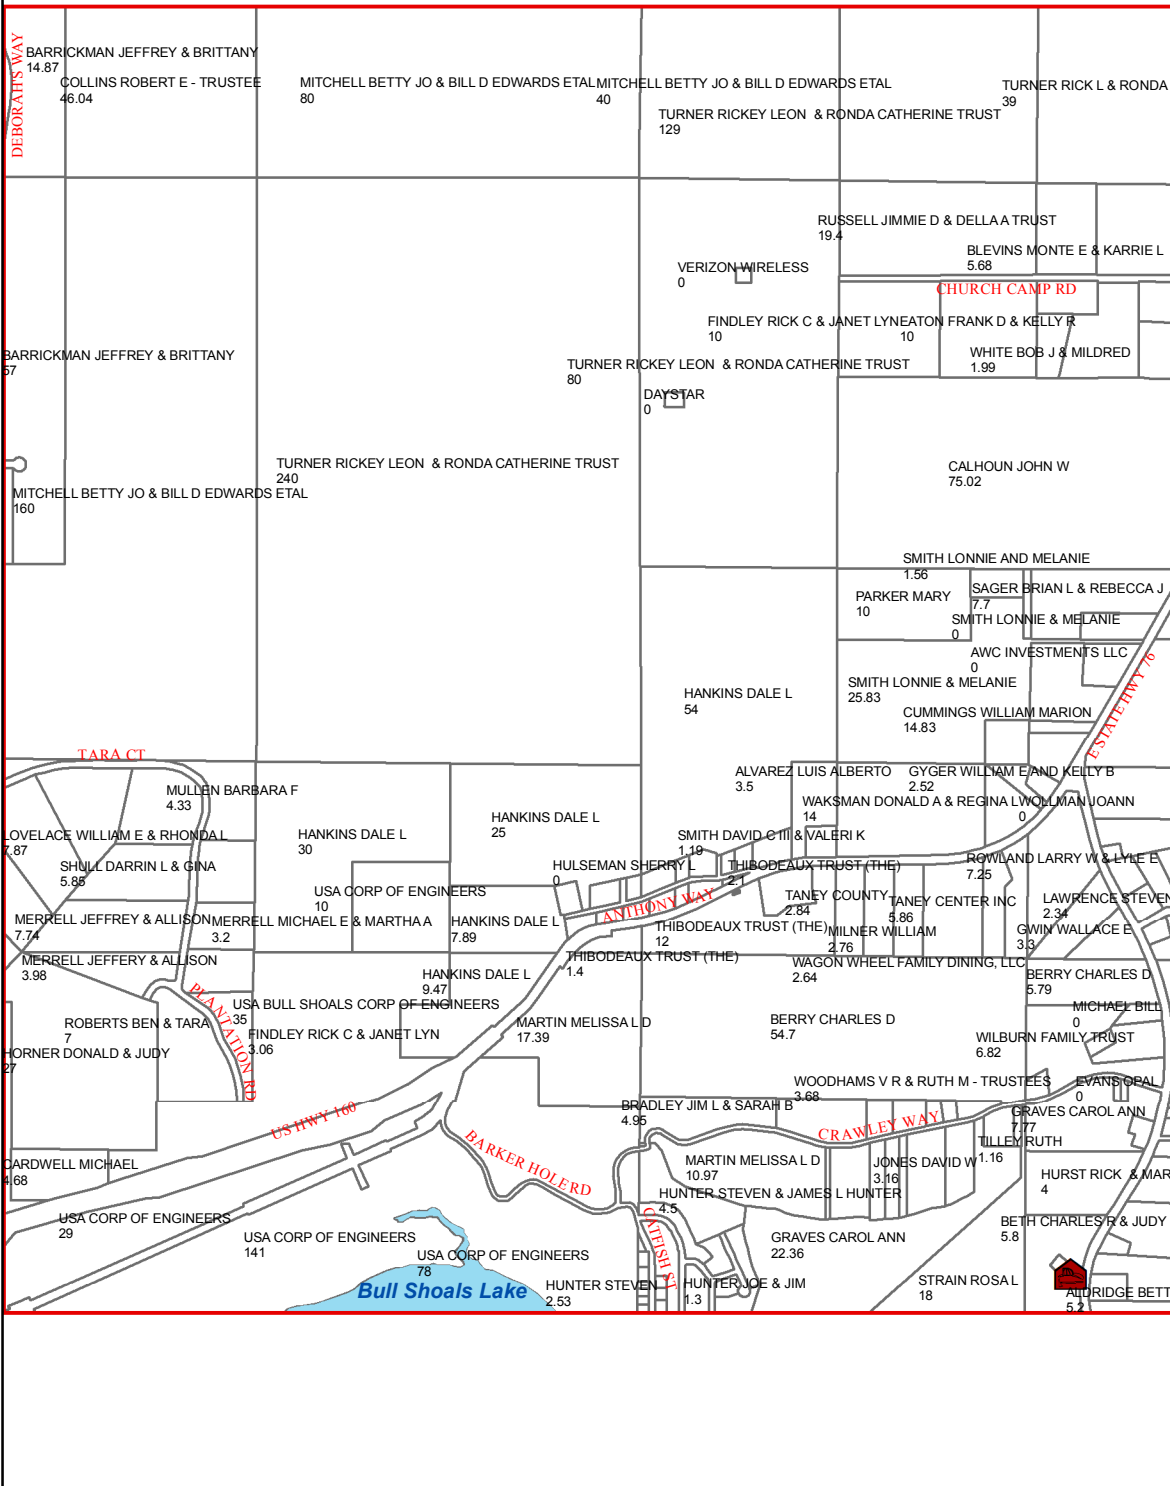 DEBORAH'S WAY
BARRICKMAN JEFFREY & BRITTANY
14.87
COLLINS ROBERT E - TRUSTEE
46.04
MITCHELL BETTY JO & BILL D EDWARDS ETAL
80
MITCHELL BETTY JO & BILL D EDWARDS ETAL
40
TURNER RICK L & RONDA
39
TURNER RICKEY LEON & RONDA CATHERINE TRUST
129
RUSSELL JIMMIE D & DELLA A TRUST
19.4
BLEVINS MONTE E & KARRIE L
5.68
VERIZON WIRELESS
0
CHURCH CAMP RD
FINDLEY RICK C & JANET LYN
10
EATON FRANK D & KELLY R
10
WHITE BOB J & MILDRED
1.99
BARRICKMAN JEFFREY & BRITTANY
57
TURNER RICKEY LEON & RONDA CATHERINE TRUST
80
DAYSTAR
0
TURNER RICKEY LEON & RONDA CATHERINE TRUST
240
CALHOUN JOHN W
75.02
MITCHELL BETTY JO & BILL D EDWARDS ETAL
160
SMITH LONNIE AND MELANIE
1.56
PARKER MARY
10
SAGER BRIAN L & REBECCA J
7.7
SMITH LONNIE & MELANIE
0
AWC INVESTMENTS LLC
0
E STATE HWY 76
SMITH LONNIE & MELANIE
25.83
HANKINS DALE L
54
CUMMINGS WILLIAM MARION
14.83
TARA CT
ALVAREZ LUIS ALBERTO
3.5
GYGER WILLIAM E AND KELLY B
2.52
MULLEN BARBARA F
4.33
WAKSMAN DONALD A & REGINA L
14
WOLLMAN JOANN
0
HANKINS DALE L
25
LOVELACE WILLIAM E & RHONDA L
7.87
HANKINS DALE L
30
SMITH DAVID C III & VALERI K
1.19
SHULL DARRIN L & GINA
5.85
HULSEMAN SHERRY L
0
THIBODEAUX TRUST (THE)
2.1
ROWLAND LARRY W & LYLE E
7.25
USA CORP OF ENGINEERS
10
ANTHONY WAY
TANEY COUNTY
2.84
TANEY CENTER INC
5.86
LAWRENCE STEVEN
2.34
MERRELL JEFFREY & ALLISON
7.74
MERRELL MICHAEL E & MARTHA A
3.2
HANKINS DALE L
7.89
THIBODEAUX TRUST (THE)
12
MILNER WILLIAM
2.76
GWIN WALLACE E
3.3
MERRELL JEFFERY & ALLISON
3.98
THIBODEAUX TRUST (THE)
1.4
WAGON WHEEL FAMILY DINING, LLC
2.64
HANKINS DALE L
9.47
BERRY CHARLES D
5.79
PLANTATION RD
USA BULL SHOALS CORP OF ENGINEERS
35
MICHAEL BILL
0
ROBERTS BEN & TARA
7
MARTIN MELISSA L D
17.39
BERRY CHARLES D
54.7
FINDLEY RICK C & JANET LYN
3.06
WILBURN FAMILY TRUST
6.82
HORNER DONALD & JUDY
27
WOODHAMS V R & RUTH M - TRUSTEES
3.68
EVANS OPAL
0
US HWY 160
BRADLEY JIM L & SARAH B
4.95
GRAVES CAROL ANN
7.77
CRAWLEY WAY
BARKER HOLE RD
TILLEY RUTH
1.16
CARDWELL MICHAEL
4.68
MARTIN MELISSA L D
10.97
JONES DAVID W
3.16
HURST RICK & MAR
4
HUNTER STEVEN & JAMES L HUNTER
4.5
USA CORP OF ENGINEERS
29
CATFISH ST
BETH CHARLES R & JUDY
5.8
USA CORP OF ENGINEERS
141
GRAVES CAROL ANN
22.36
USA CORP OF ENGINEERS
78
Bull Shoals Lake
HUNTER STEVEN
2.53
HUNTER JOE & JIM
1.3
STRAIN ROSA L
18
ALDRIDGE BETT
5.2